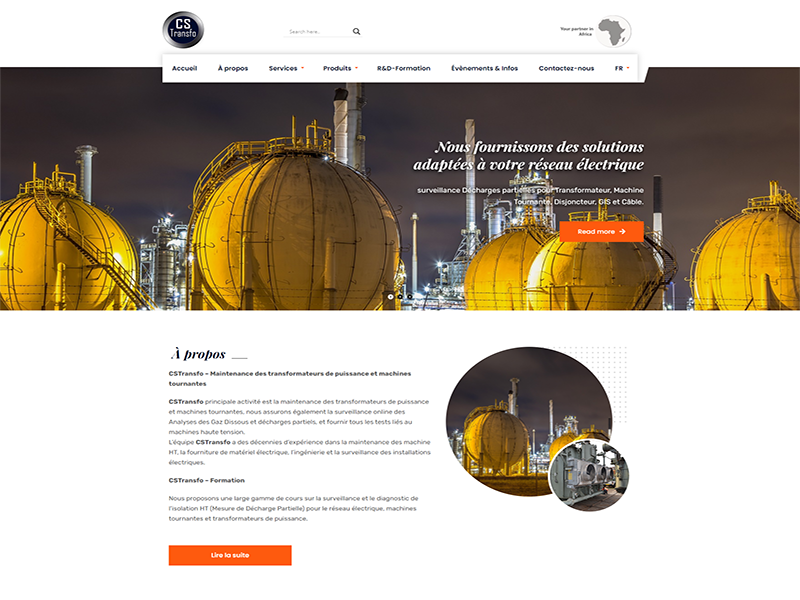 CS
Transfo
Search here..
Your partner in
Africa
Accueil À propos Services Produits R&D-Formation Évènements & Infos Contactez-nous FR
Nous fournissons des solutions
adaptées à votre réseau électrique
surveillance Décharges partielles pour Transformateur, Machine
Tournante, Disjoncteur, GIS et Câble.
Read more
À propos
CSTransfo – Maintenance des transformateurs de puissance et machines
tournantes
CSTransfo principale activité est la maintenance des transformateurs de puissance
et machines tournantes, nous assurons également la surveillance online des
Analyses des Gaz Dissous et décharges partiels, et fournir tous les tests liés au
machines haute tension.
L'équipe CSTransfo a des décennies d'expérience dans la maintenance des machine
HT, la fourniture de matériel électrique, l'ingénierie et la surveillance des installations
électriques.
CSTransfo – Formation
Nous proposons une large gamme de cours sur la surveillance et le diagnostic de
l'isolation HT (Mesure de Décharge Partielle) pour le réseau électrique, machines
tournantes et transformateurs de puissance.
Lire la suite